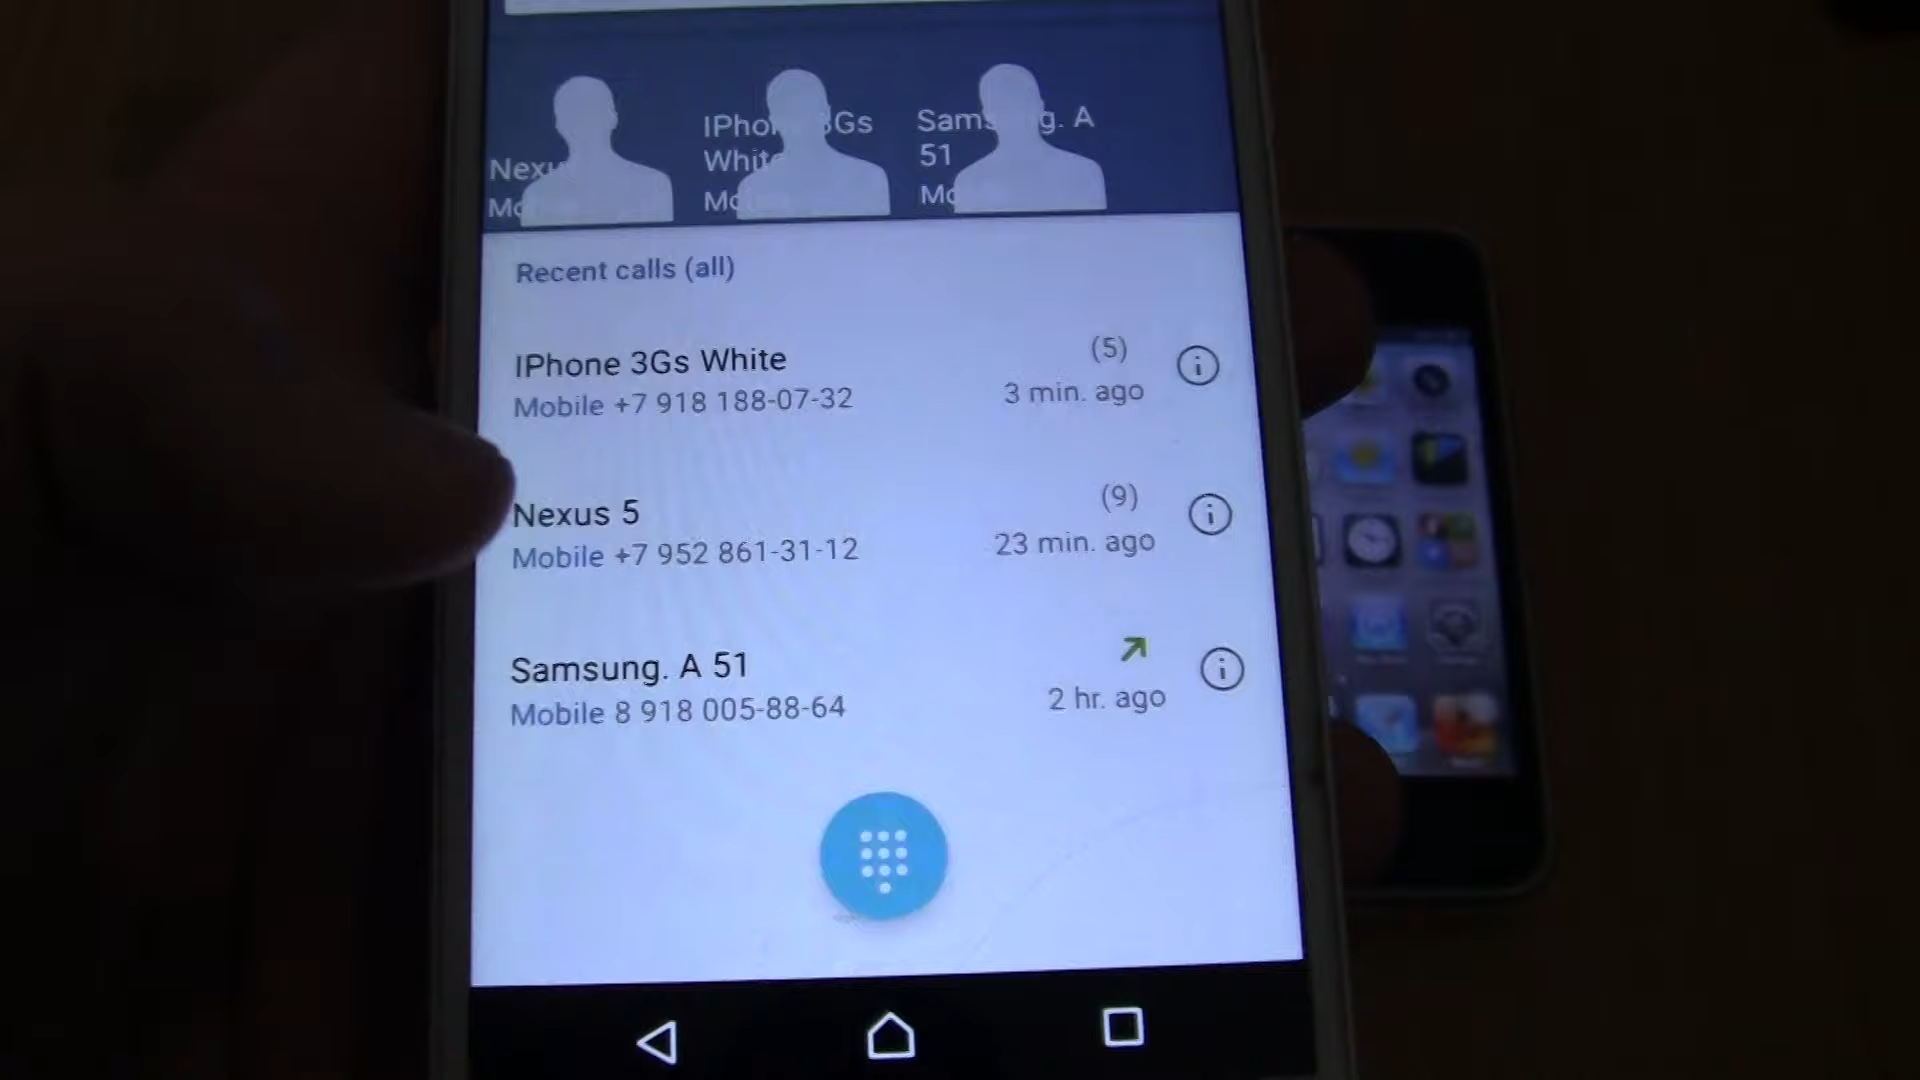 51
Recent calls (all)
IPhone 3Gs White
(5)
Mobile +7 918 188-07-32
3 min. ago
Nexus 5
(9)
Mobile +7 952 861-31-12
23 min. ago
Samsung. A 51
Mobile 8 918 005-88-64
2 hr. ago